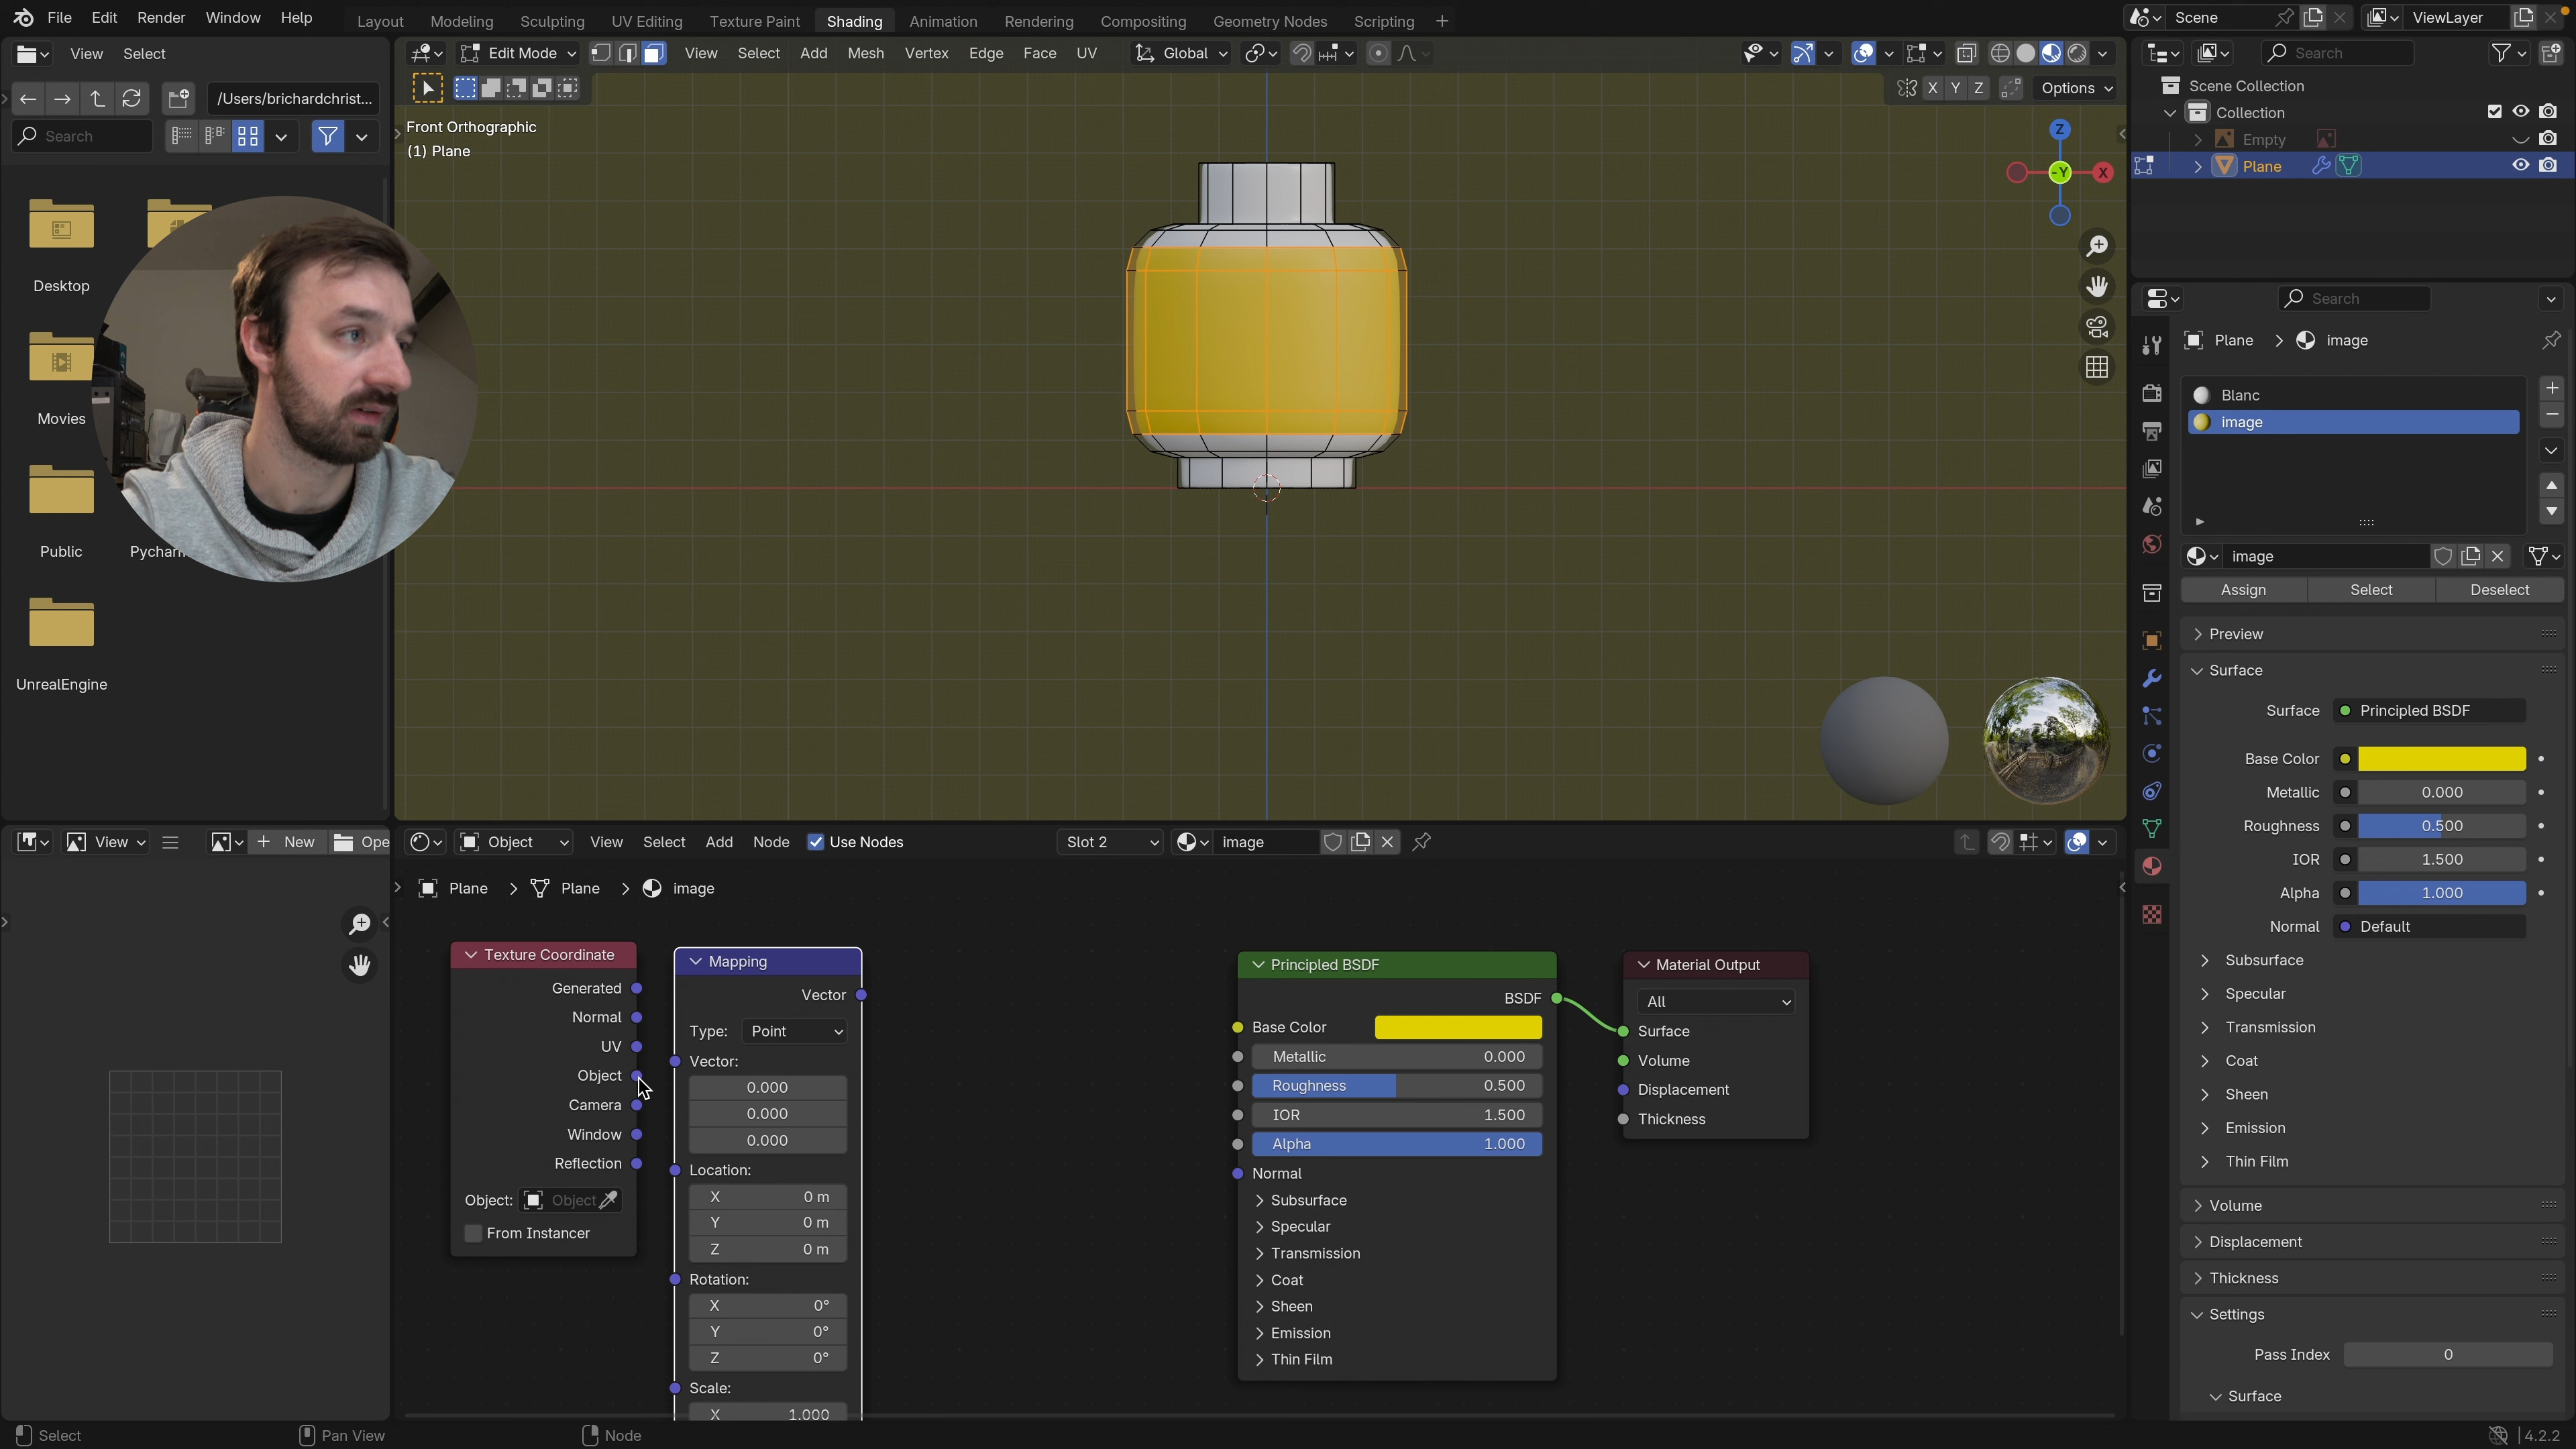 File Edit Render Window Help
Layout Modeling Sculpting UV Editing Texture Paint Shading Animation Rendering Compositing Geometry Nodes Scripting
Scene
ViewLayer
View Select
Edit Mode
View Select Add Mesh Vertex Edge Face UV
Global
Search
/Users/brichardchrist...
Search
X Y Z
Options
Scene Collection
Collection
Empty
Plane
Front Orthographic
(1) Plane
Z
-Y
X
Desktop
Movies
Public
UnrealEngine
Search
Plane
image
Blanc
image
image
Assign Select Deselect
Preview
Surface
Surface Principled BSDF
Base Color
Metallic 0.000
Roughness 0.500
IOR 1.500
Alpha 1.000
Normal Default
Subsurface
Specular
Transmission
Coat
Sheen
Emission
Thin Film
Volume
Displacement
Thickness
Settings
Pass Index 0
Surface
View
New
Ope
Object
View Select Add Node Use Nodes
Slot 2
image
Plane Plane image
Texture Coordinate
Generated
Normal
UV
Object
Camera
Window
Reflection
Object: Object
From Instancer
Mapping
Vector
Type: Point
Vector:
0.000
0.000
0.000
Location:
X 0 m
Y 0 m
Z 0 m
Rotation:
X 0°
Y 0°
Z 0°
Scale:
X 1.000
Principled BSDF
BSDF
Base Color
Metallic 0.000
Roughness 0.500
IOR 1.500
Alpha 1.000
Normal
Subsurface
Specular
Transmission
Coat
Sheen
Emission
Thin Film
Material Output
All
Surface
Volume
Displacement
Thickness
Select
Pan View
Node
4.2.2